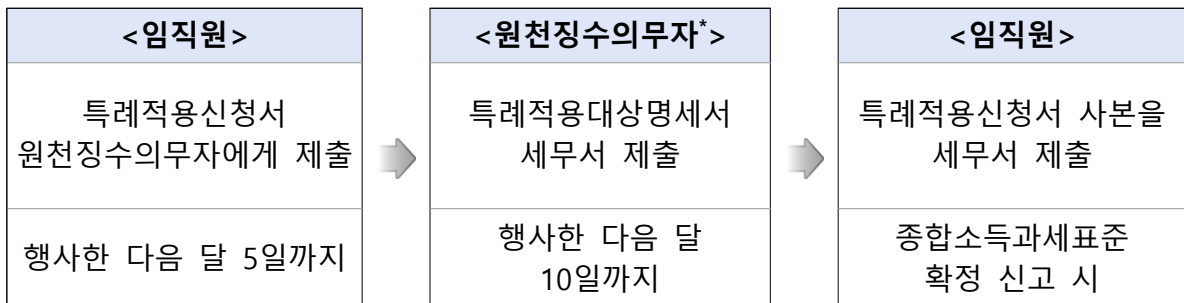 <임직원>
특례적용신청서
원천징수의무자에게 제출
행사한 다음 달 5일까지
<원천징수의무자*>
특례적용대상명세서
세무서 제출
행사한 다음 달
10일까지
<임직원>
특례적용신청서 사본을
세무서 제출
종합소득과세표준
확정 신고 시